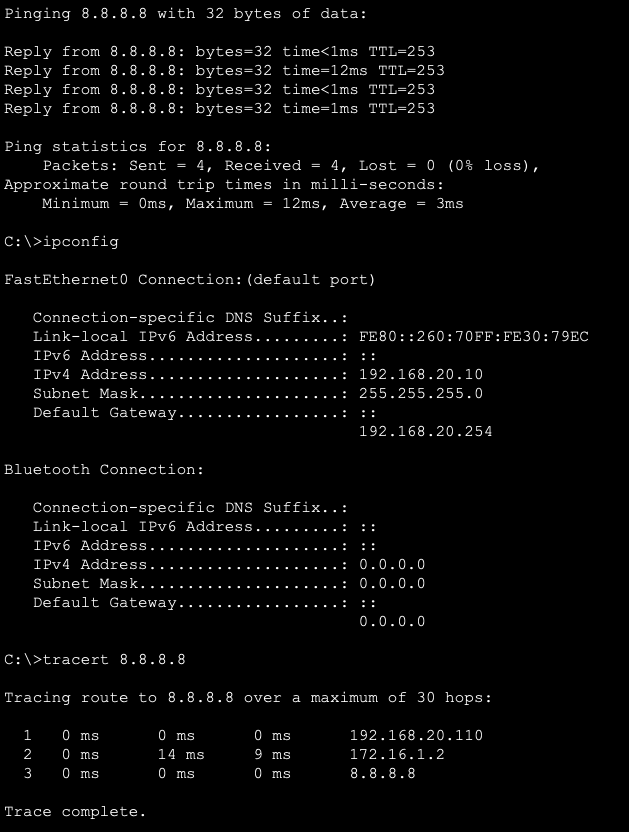 Pinging 8.8.8.8 with 32 bytes of data:

Reply from 8.8.8.8: bytes=32 time<1ms TTL=253
Reply from 8.8.8.8: bytes=32 time=12ms TTL=253
Reply from 8.8.8.8: bytes=32 time<1ms TTL=253
Reply from 8.8.8.8: bytes=32 time=1ms TTL=253

Ping statistics for 8.8.8.8:
    Packets: Sent = 4, Received = 4, Lost = 0 (0% loss),
Approximate round trip times in milli-seconds:
    Minimum = 0ms, Maximum = 12ms, Average = 3ms

C:\>ipconfig

FastEthernet0 Connection:(default port)

   Connection-specific DNS Suffix..:
   Link-local IPv6 Address.........: FE80::260:70FF:FE30:79EC
   IPv6 Address....................: ::
   IPv4 Address....................: 192.168.20.10
   Subnet Mask.....................: 255.255.255.0
   Default Gateway.................: ::
                                     192.168.20.254

Bluetooth Connection:

   Connection-specific DNS Suffix..:
   Link-local IPv6 Address.........: ::
   IPv6 Address....................: ::
   IPv4 Address....................: 0.0.0.0
   Subnet Mask.....................: 0.0.0.0
   Default Gateway.................: ::
                                     0.0.0.0

C:\>tracert 8.8.8.8

Tracing route to 8.8.8.8 over a maximum of 30 hops:

  1   0 ms      0 ms      0 ms      192.168.20.110
  2   0 ms      14 ms     9 ms      172.16.1.2
  3   0 ms      0 ms      0 ms      8.8.8.8

Trace complete.